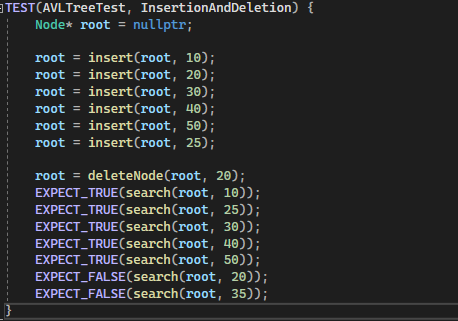 TEST(AVLTreeTest, InsertionAndDeletion) {
    Node* root = nullptr;

    root = insert(root, 10);
    root = insert(root, 20);
    root = insert(root, 30);
    root = insert(root, 40);
    root = insert(root, 50);
    root = insert(root, 25);

    root = deleteNode(root, 20);
    EXPECT_TRUE(search(root, 10));
    EXPECT_TRUE(search(root, 25));
    EXPECT_TRUE(search(root, 30));
    EXPECT_TRUE(search(root, 40));
    EXPECT_TRUE(search(root, 50));
    EXPECT_FALSE(search(root, 20));
    EXPECT_FALSE(search(root, 35));
}